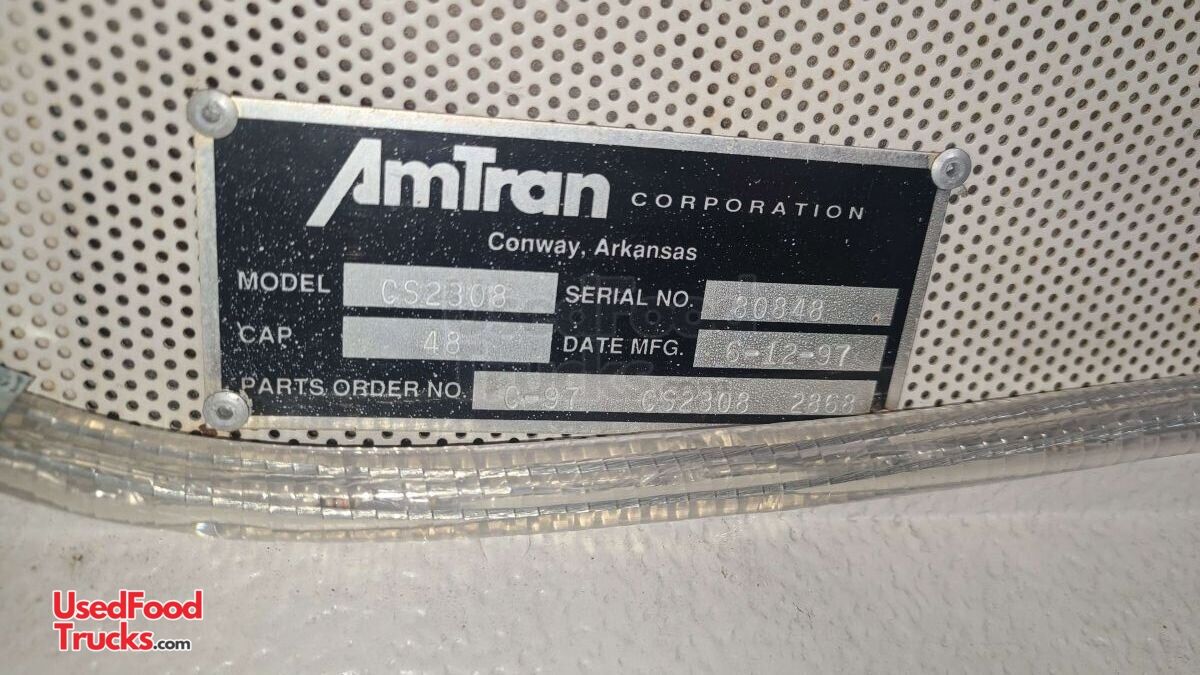 AmTran CORPORATION
Conway, Arkansas
MODEL CS2308 SERIAL NO. 80848
CAP. 48 DATE MFG. 6-12-97
PARTS ORDER NO. C-97 CS2308 2868
UsedFood
Trucks.com